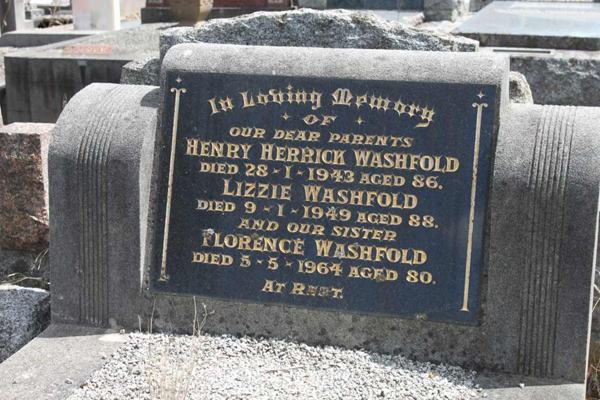 In Loving Memory
OF
OUR DEAR PARENTS
HENRY HERRICK WASHFOLD
DIED 28 · 1 · 1943 AGED 86.
LIZZIE WASHFOLD
DIED 9 · 1 · 1949 AGED 88.
AND OUR SISTER
FLORENCE WASHFOLD
DIED 5 · 5 · 1964 AGED 80.
AT REST.